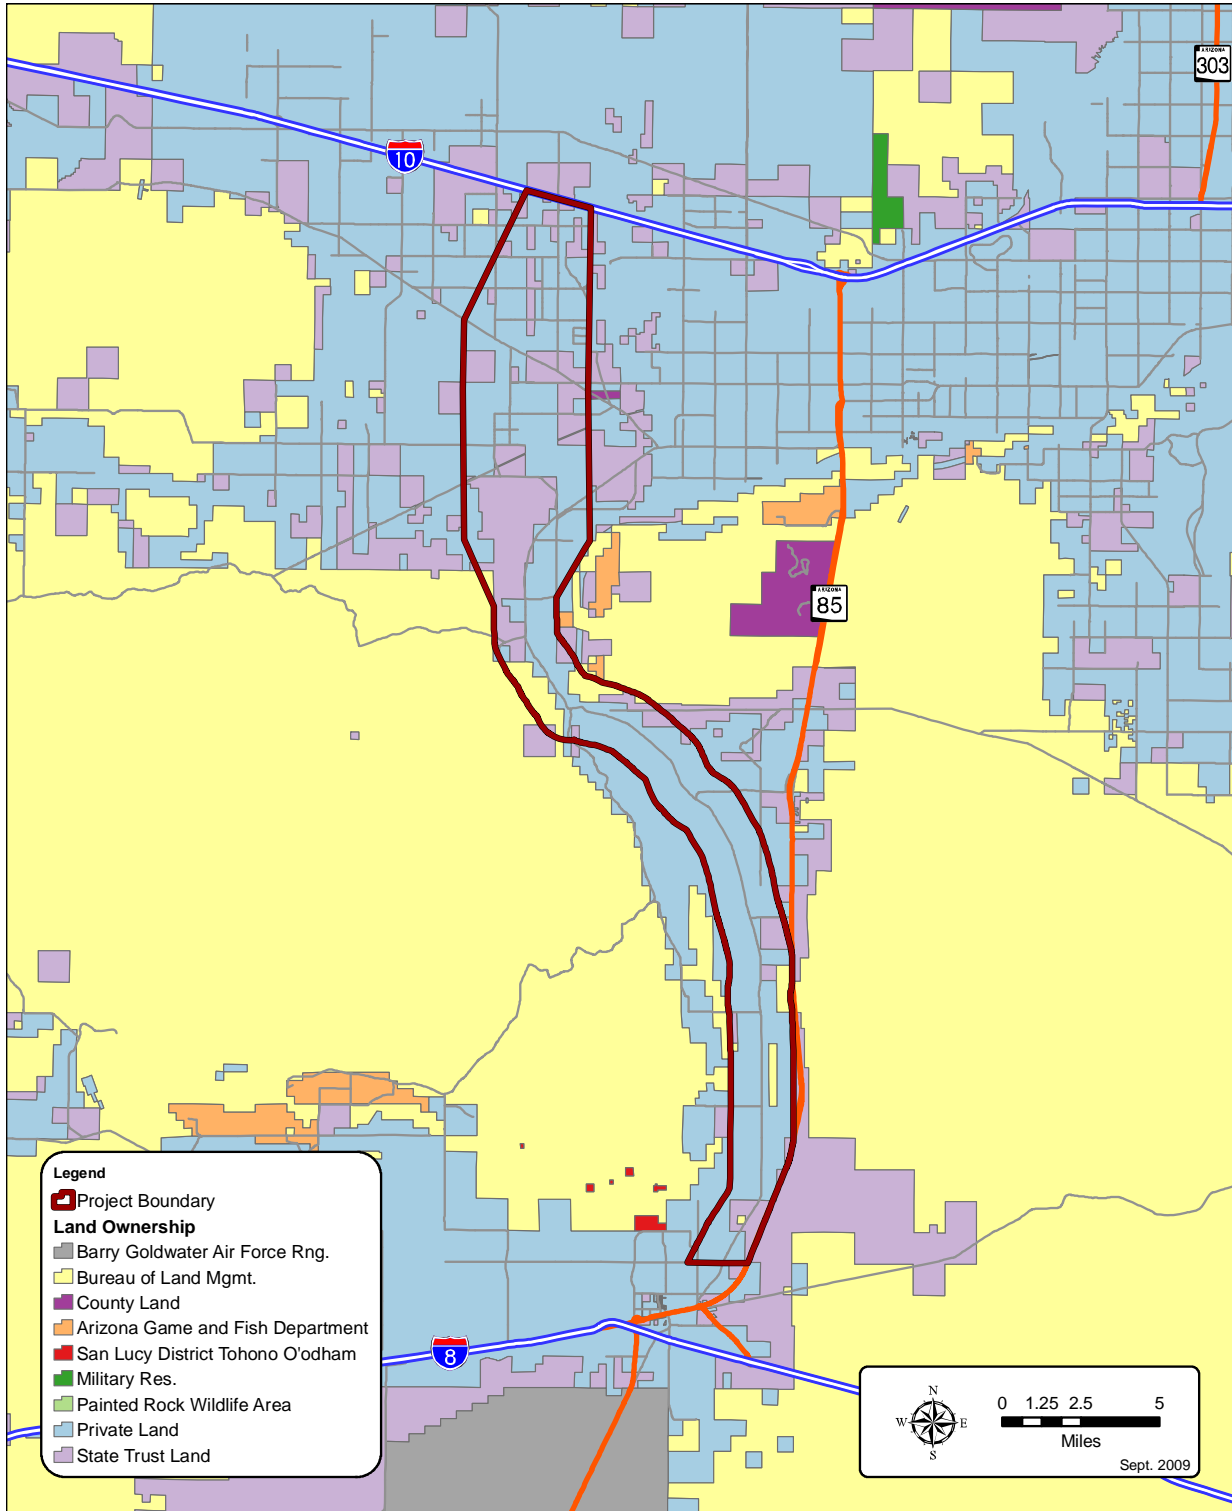 ARIZONA
303
10
ARIZONA
85
8
Legend
Project Boundary
Land Ownership
Barry Goldwater Air Force Rng.
Bureau of Land Mgmt.
County Land
Arizona Game and Fish Department
San Lucy District Tohono O'odham
Military Res.
Painted Rock Wildlife Area
Private Land
State Trust Land
N
W E
S
0 1.25 2.5 5
Miles
Sept. 2009